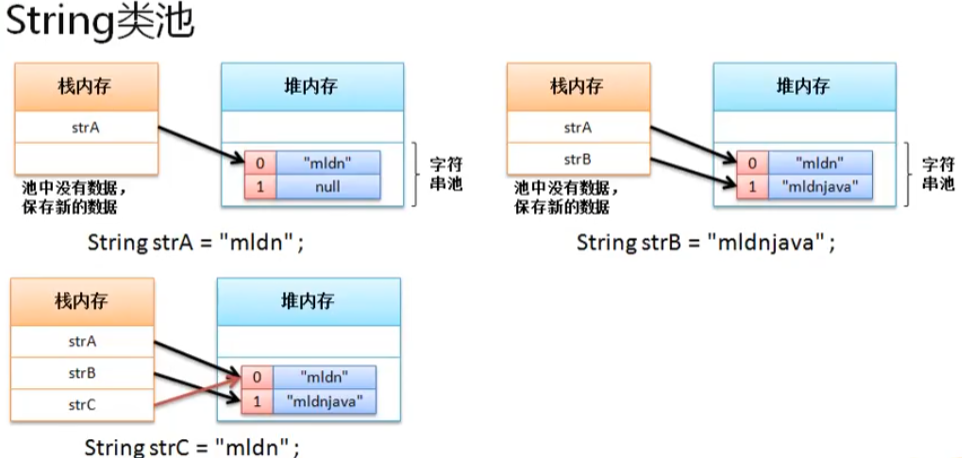 String类池
栈内存
堆内存
strA
0
"mldn"
1
null
字符
串池
池中没有数据，
保存新的数据
String strA = "mldn";
栈内存
堆内存
strA
strB
0
"mldn"
1
"mldnjava"
字符
串池
池中没有数据，
保存新的数据
String strB = "mldnjava";
栈内存
堆内存
strA
strB
strC
0
"mldn"
1
"mldnjava"
String strC = "mldn";